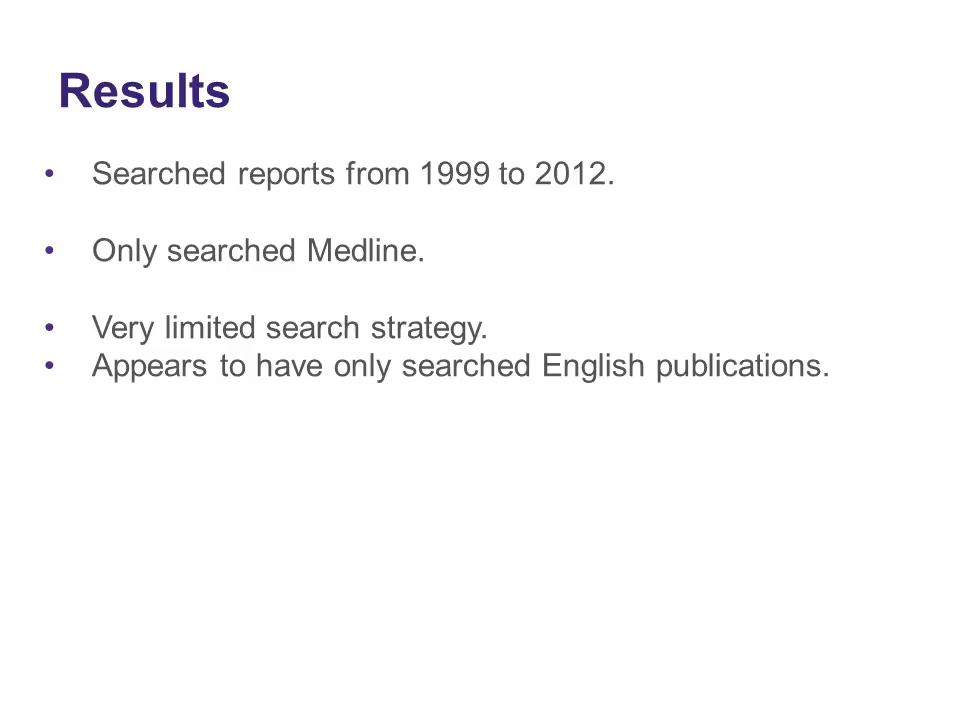 Results
• Searched reports from 1999 to 2012.
• Only searched Medline.
• Very limited search strategy.
• Appears to have only searched English publications.